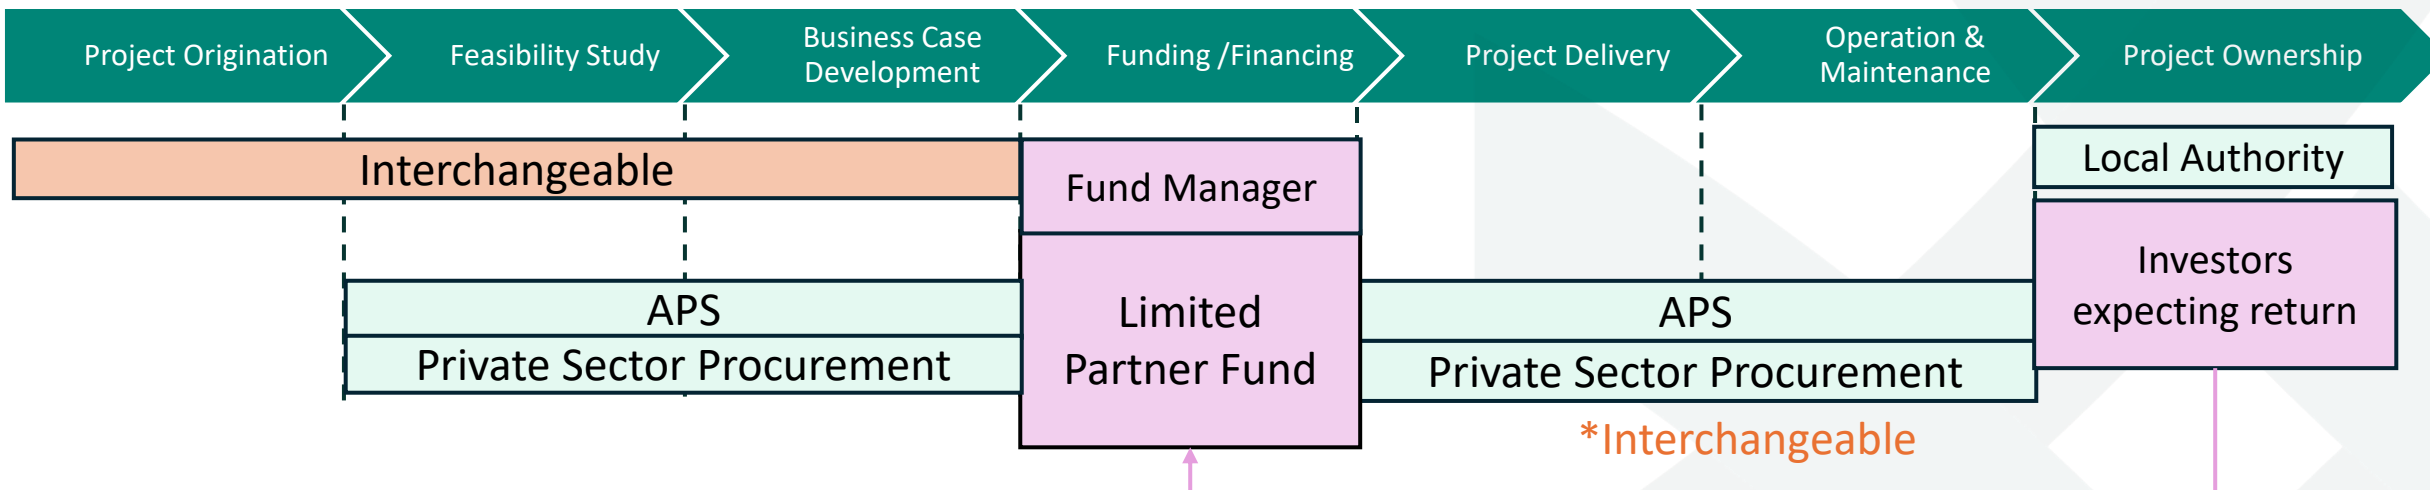 Project Origination
Feasibility Study
Business Case
Development
Funding /Financing
Project Delivery
Operation &
Maintenance
Project Ownership
Interchangeable
Fund Manager
Local Authority
Investors
expecting return
APS
Private Sector Procurement
Limited
Partner Fund
APS
Private Sector Procurement
*Interchangeable